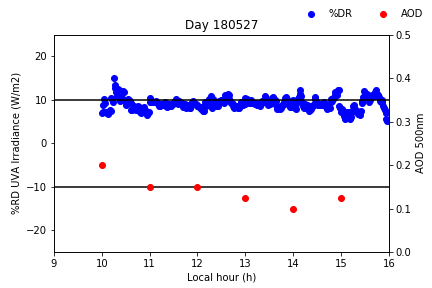 %DR AOD
Day 180527
%RD UVA Irradiance (W/m2)
20
10
0
−10
−20
0.5
0.4
0.3
0.2
0.1
0.0
AOD 500nm
9 10 11 12 13 14 15 16
Local hour (h)